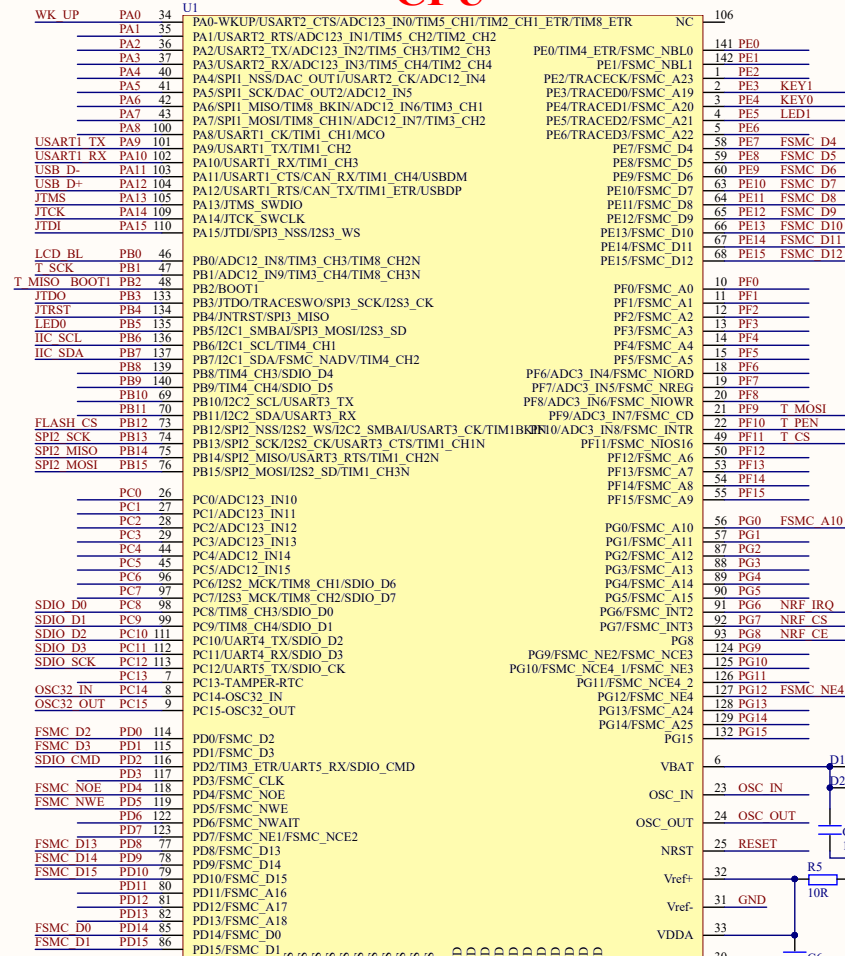 CPU
U1
WK_UP PA0 34 PA0-WKUP/USART2_CTS/ADC123_IN0/TIM5_CH1/TIM2_CH1_ETR/TIM8_ETR
PA1 35 PA1/USART2_RTS/ADC123_IN1/TIM5_CH2/TIM2_CH2
PA2 36 PA2/USART2_TX/ADC123_IN2/TIM5_CH3/TIM2_CH3
PA3 37 PA3/USART2_RX/ADC123_IN3/TIM5_CH4/TIM2_CH4
PA4 40 PA4/SPI1_NSS/DAC_OUT1/USART2_CK/ADC12_IN4
PA5 41 PA5/SPI1_SCK/DAC_OUT2/ADC12_IN5
PA6 42 PA6/SPI1_MISO/TIM8_BKIN/ADC12_IN6/TIM3_CH1
PA7 43 PA7/SPI1_MOSI/TIM8_CH1N/ADC12_IN7/TIM3_CH2
PA8 100 PA8/USART1_CK/TIM1_CH1/MCO
USART1_TX PA9 101 PA9/USART1_TX/TIM1_CH2
USART1_RX PA10 102 PA10/USART1_RX/TIM1_CH3
USB_D- PA11 103 PA11/USART1_CTS/CAN_RX/TIM1_CH4/USBDM
USB_D+ PA12 104 PA12/USART1_RTS/CAN_TX/TIM1_ETR/USBDP
JTMS PA13 105 PA13/JTMS_SWDIO
JTCK PA14 109 PA14/JTCK_SWCLK
JTDI PA15 110 PA15/JTDI/SPI3_NSS/I2S3_WS
LCD_BL PB0 46 PB0/ADC12_IN8/TIM3_CH3/TIM8_CH2N
T_SCK PB1 47 PB1/ADC12_IN9/TIM3_CH4/TIM8_CH3N
T_MISO BOOT1 PB2 48 PB2/BOOT1
JTDO PB3 133 PB3/JTDO/TRACESWO/SPI3_SCK/I2S3_CK
JTRST PB4 134 PB4/JNTRST/SPI3_MISO
LED0 PB5 135 PB5/I2C1_SMBAI/SPI3_MOSI/I2S3_SD
IIC_SCL PB6 136 PB6/I2C1_SCL/TIM4_CH1
IIC_SDA PB7 137 PB7/I2C1_SDA/FSMC_NADV/TIM4_CH2
PB8 139 PB8/TIM4_CH3/SDIO_D4
PB9 140 PB9/TIM4_CH4/SDIO_D5
PB10 69 PB10/I2C2_SCL/USART3_TX
PB11 70 PB11/I2C2_SDA/USART3_RX
FLASH_CS PB12 73 PB12/SPI2_NSS/I2S2_WS/I2C2_SMBAI/USART3_CK/TIM1BKIN
SPI2_SCK PB13 74 PB13/SPI2_SCK/I2S2_CK/USART3_CTS/TIM1_CH1N
SPI2_MISO PB14 75 PB14/SPI2_MISO/USART3_RTS/TIM1_CH2N
SPI2_MOSI PB15 76 PB15/SPI2_MOSI/I2S2_SD/TIM1_CH3N
PC0 26 PC0/ADC123_IN10
PC1 27 PC1/ADC123_IN11
PC2 28 PC2/ADC123_IN12
PC3 29 PC3/ADC123_IN13
PC4 44 PC4/ADC12_IN14
PC5 45 PC5/ADC12_IN15
PC6 96 PC6/I2S2_MCK/TIM8_CH1/SDIO_D6
PC7 97 PC7/I2S3_MCK/TIM8_CH2/SDIO_D7
SDIO_D0 PC8 98 PC8/TIM8_CH3/SDIO_D0
SDIO_D1 PC9 99 PC9/TIM8_CH4/SDIO_D1
SDIO_D2 PC10 111 PC10/UART4_TX/SDIO_D2
SDIO_D3 PC11 112 PC11/UART4_RX/SDIO_D3
SDIO_SCK PC12 113 PC12/UART5_TX/SDIO_CK
PC13 7 PC13-TAMPER-RTC
OSC32_IN PC14 8 PC14-OSC32_IN
OSC32_OUT PC15 9 PC15-OSC32_OUT
FSMC_D2 PD0 114 PD0/FSMC_D2
FSMC_D3 PD1 115 PD1/FSMC_D3
SDIO_CMD PD2 116 PD2/TIM3_ETR/UART5_RX/SDIO_CMD
PD3 117 PD3/FSMC_CLK
FSMC_NOE PD4 118 PD4/FSMC_NOE
FSMC_NWE PD5 119 PD5/FSMC_NWE
PD6 122 PD6/FSMC_NWAIT
PD7 123 PD7/FSMC_NE1/FSMC_NCE2
FSMC_D13 PD8 77 PD8/FSMC_D13
FSMC_D14 PD9 78 PD9/FSMC_D14
FSMC_D15 PD10 79 PD10/FSMC_D15
PD11 80 PD11/FSMC_A16
PD12 81 PD12/FSMC_A17
PD13 82 PD13/FSMC_A18
FSMC_D0 PD14 85 PD14/FSMC_D0
FSMC_D1 PD15 86 PD15/FSMC_D1
NC 106
PE0/TIM4_ETR/FSMC_NBL0 141 PE0
PE1/FSMC_NBL1 142 PE1
PE2/TRACECK/FSMC_A23 1 PE2
PE3/TRACED0/FSMC_A19 2 PE3 KEY1
PE4/TRACED1/FSMC_A20 3 PE4 KEY0
PE5/TRACED2/FSMC_A21 4 PE5 LED1
PE6/TRACED3/FSMC_A22 5 PE6
PE7/FSMC_D4 58 PE7 FSMC_D4
PE8/FSMC_D5 59 PE8 FSMC_D5
PE9/FSMC_D6 60 PE9 FSMC_D6
PE10/FSMC_D7 63 PE10 FSMC_D7
PE11/FSMC_D8 64 PE11 FSMC_D8
PE12/FSMC_D9 65 PE12 FSMC_D9
PE13/FSMC_D10 66 PE13 FSMC_D10
PE14/FSMC_D11 67 PE14 FSMC_D11
PE15/FSMC_D12 68 PE15 FSMC_D12
PF0/FSMC_A0 10 PF0
PF1/FSMC_A1 11 PF1
PF2/FSMC_A2 12 PF2
PF3/FSMC_A3 13 PF3
PF4/FSMC_A4 14 PF4
PF5/FSMC_A5 15 PF5
PF6/ADC3_IN4/FSMC_NIORD 18 PF6
PF7/ADC3_IN5/FSMC_NREG 19 PF7
PF8/ADC3_IN6/FSMC_NIOWR 20 PF8
PF9/ADC3_IN7/FSMC_CD 21 PF9 T_MOSI
PF10/ADC3_IN8/FSMC_INTR 22 PF10 T_PEN
PF11/FSMC_NIOS16 49 PF11 T_CS
PF12/FSMC_A6 50 PF12
PF13/FSMC_A7 53 PF13
PF14/FSMC_A8 54 PF14
PF15/FSMC_A9 55 PF15
PG0/FSMC_A10 56 PG0 FSMC_A10
PG1/FSMC_A11 57 PG1
PG2/FSMC_A12 87 PG2
PG3/FSMC_A13 88 PG3
PG4/FSMC_A14 89 PG4
PG5/FSMC_A15 90 PG5
PG6/FSMC_INT2 91 PG6 NRF_IRQ
PG7/FSMC_INT3 92 PG7 NRF_CS
PG8 93 PG8 NRF_CE
PG9/FSMC_NE2/FSMC_NCE3 124 PG9
PG10/FSMC_NCE4_1/FSMC_NE3 125 PG10
PG11/FSMC_NCE4_2 126 PG11
PG12/FSMC_NE4 127 PG12 FSMC_NE4
PG13/FSMC_A24 128 PG13
PG14/FSMC_A25 129 PG14
PG15 132 PG15
VBAT 6 D1
D2
OSC_IN 23 OSC_IN
OSC_OUT 24 OSC_OUT
NRST 25 RESET
Vref+ 32 R5
10R
Vref- 31 GND
VDDA 33